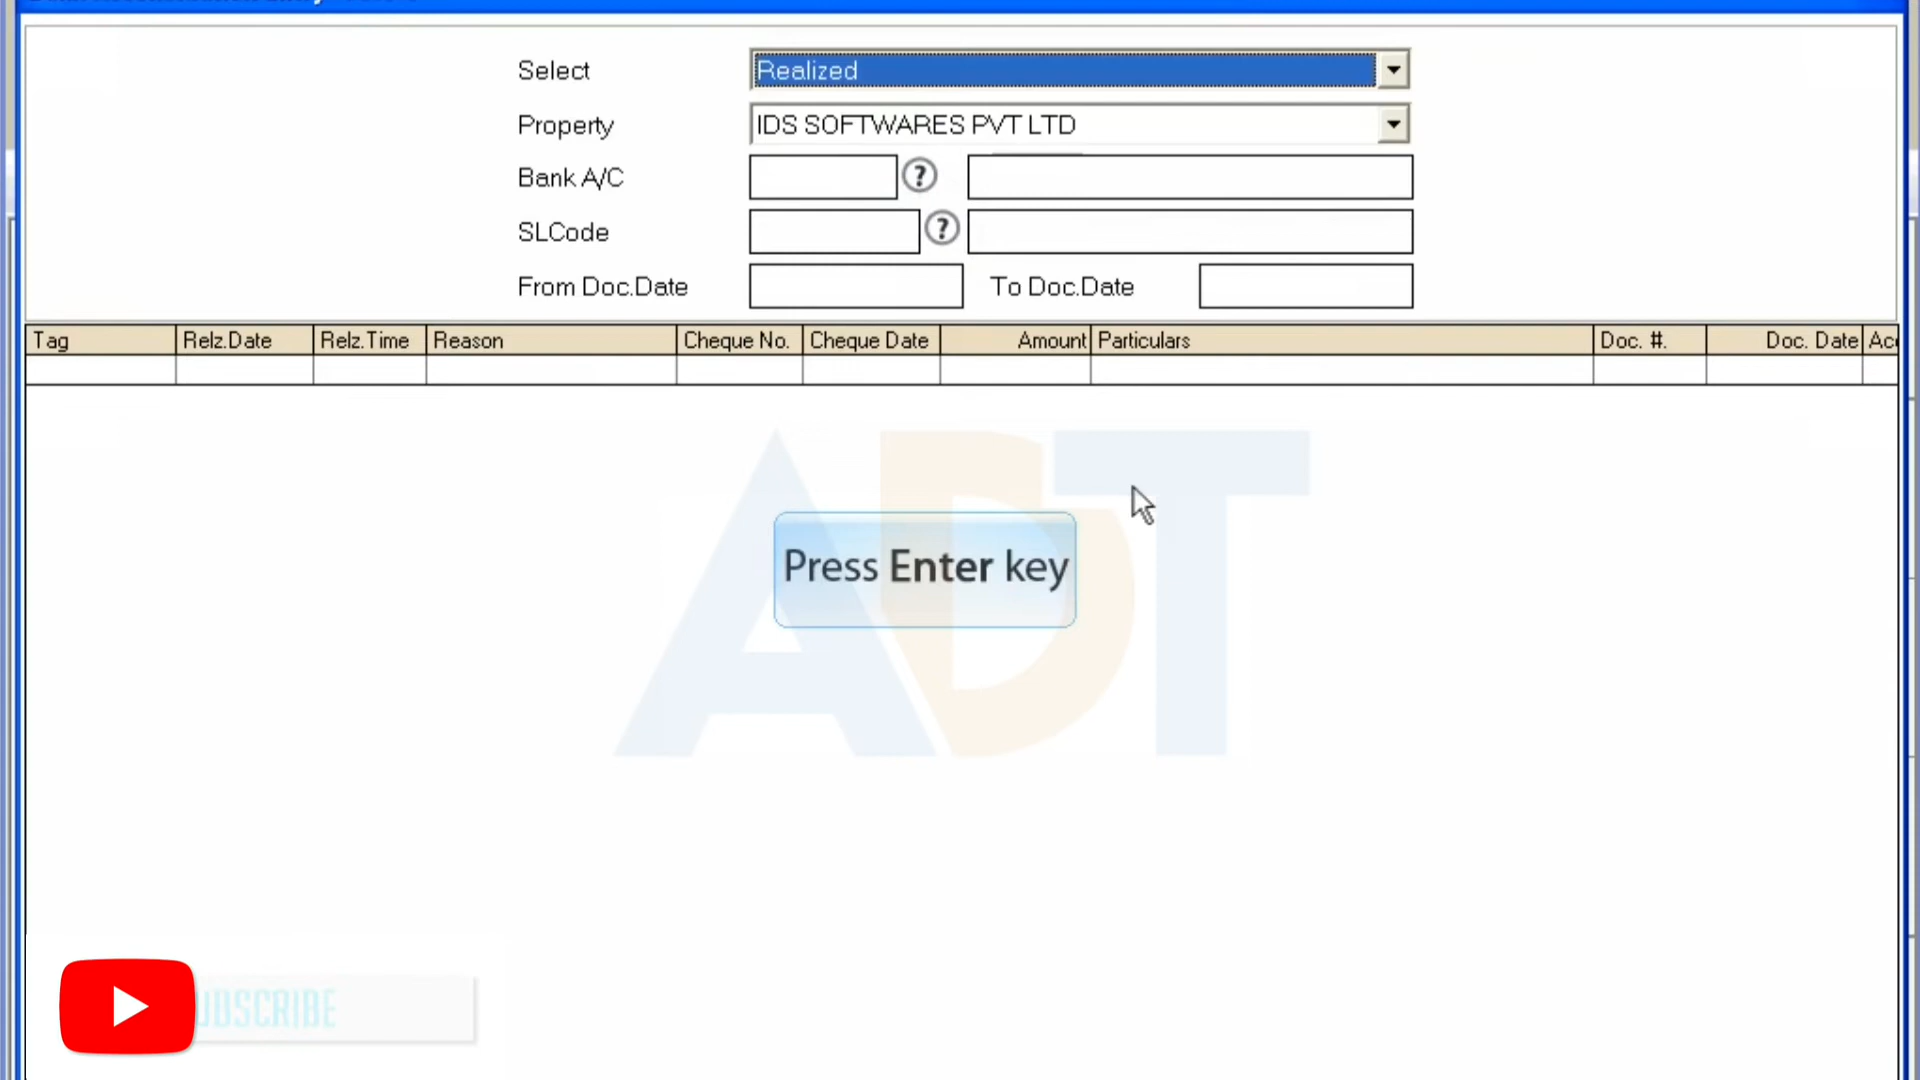 Select Realized
Property IDS SOFTWARES PVT LTD
Bank A/C ?
SLCode ?
From Doc.Date To Doc.Date
Tag Relz.Date Relz.Time Reason Cheque No. Cheque Date Amount Particulars Doc. #. Doc. Date
ADT
Press Enter key